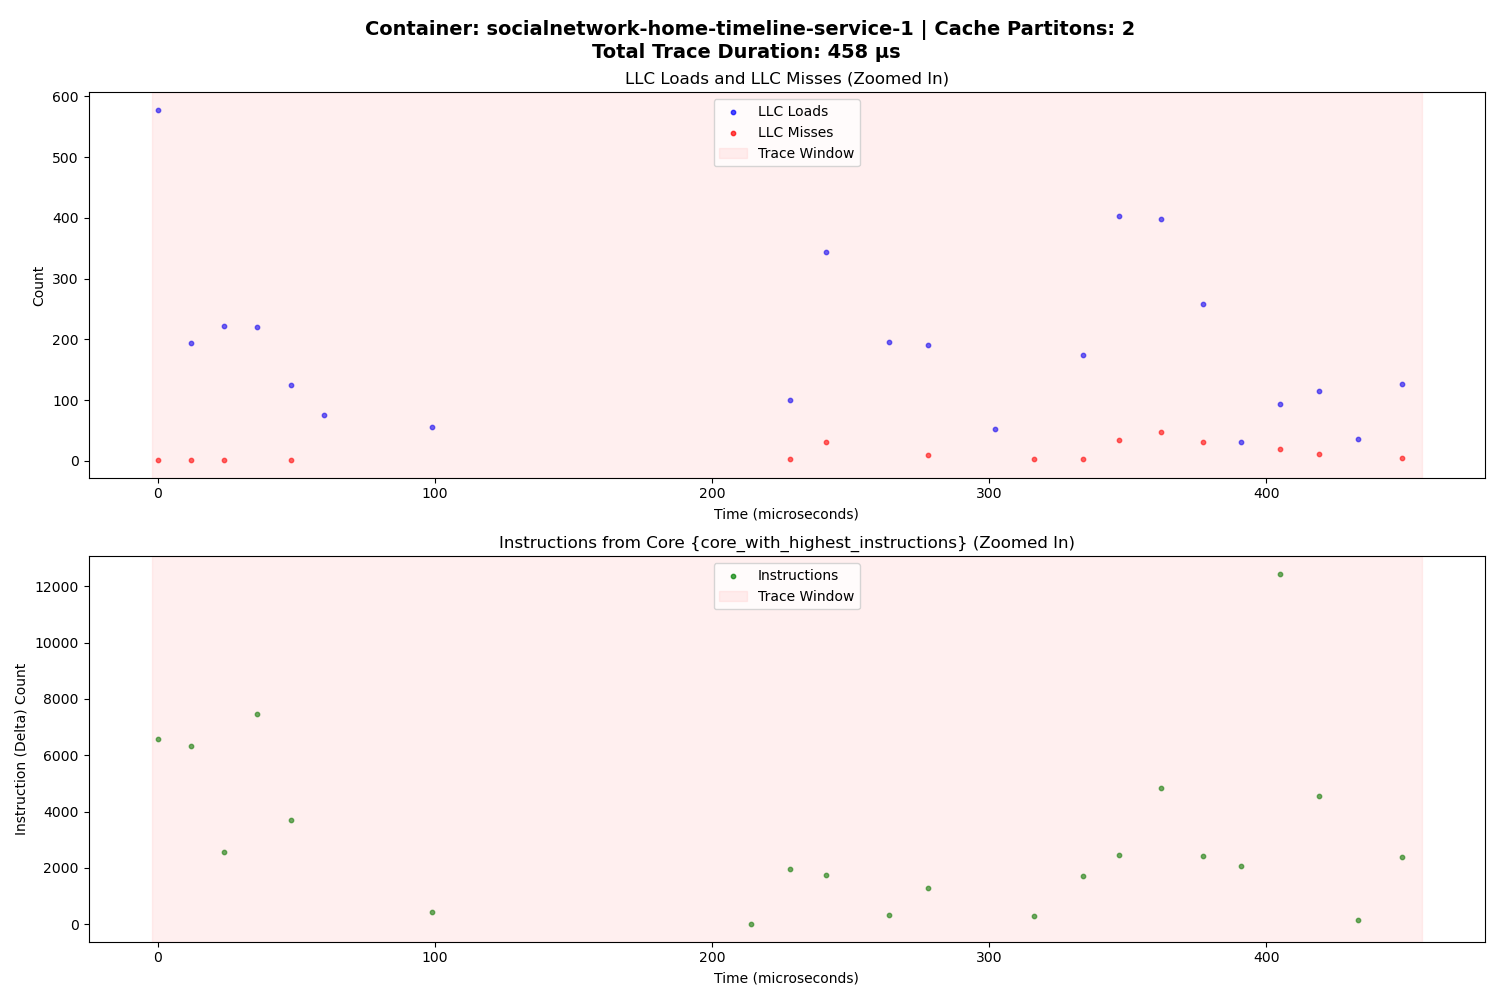 Container: socialnetwork-home-timeline-service-1 | Cache Partitons: 2
Total Trace Duration: 458 μs
LLC Loads and LLC Misses (Zoomed In)
600
500
400
300
200
100
0
Count
LLC Loads
LLC Misses
Trace Window
0 100 200 300 400
Time (microseconds)
Instructions from Core {core_with_highest_instructions} (Zoomed In)
12000
10000
8000
6000
4000
2000
0
Instruction (Delta) Count
Instructions
Trace Window
0 100 200 300 400
Time (microseconds)